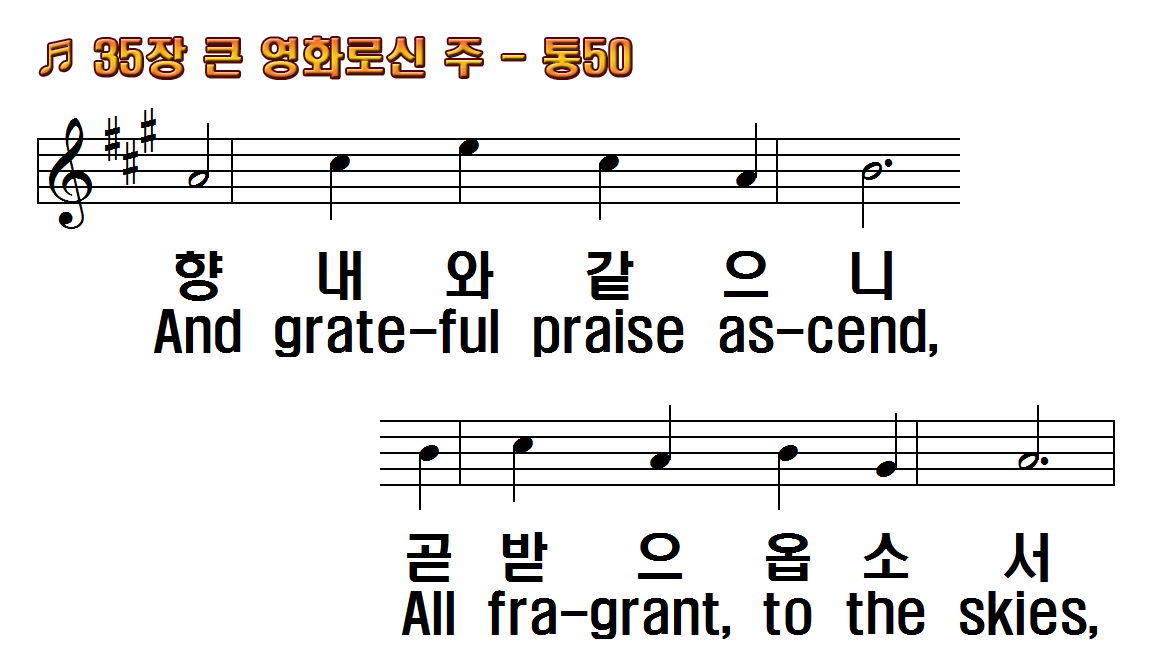 ♬ 35장 큰 영화로신 주 - 통50
향 내 와 같 으 니
And grate-ful praise as-cend,
곧 받 으 옵 소 서
All fra-grant, to the skies,